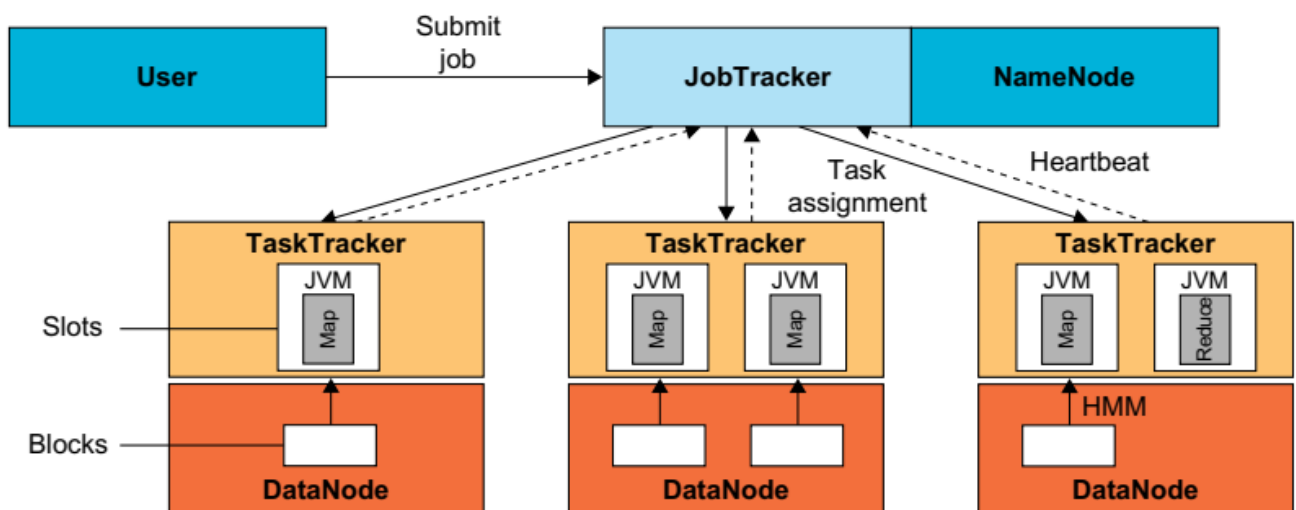 Submit
job
User
JobTracker
NameNode
Task
assignment
Heartbeat
TaskTracker
TaskTracker
TaskTracker
JVM
JVM
JVM
JVM
JVM
Map
Map
Map
Map
Reduce
Slots
HMM
Blocks
DataNode
DataNode
DataNode